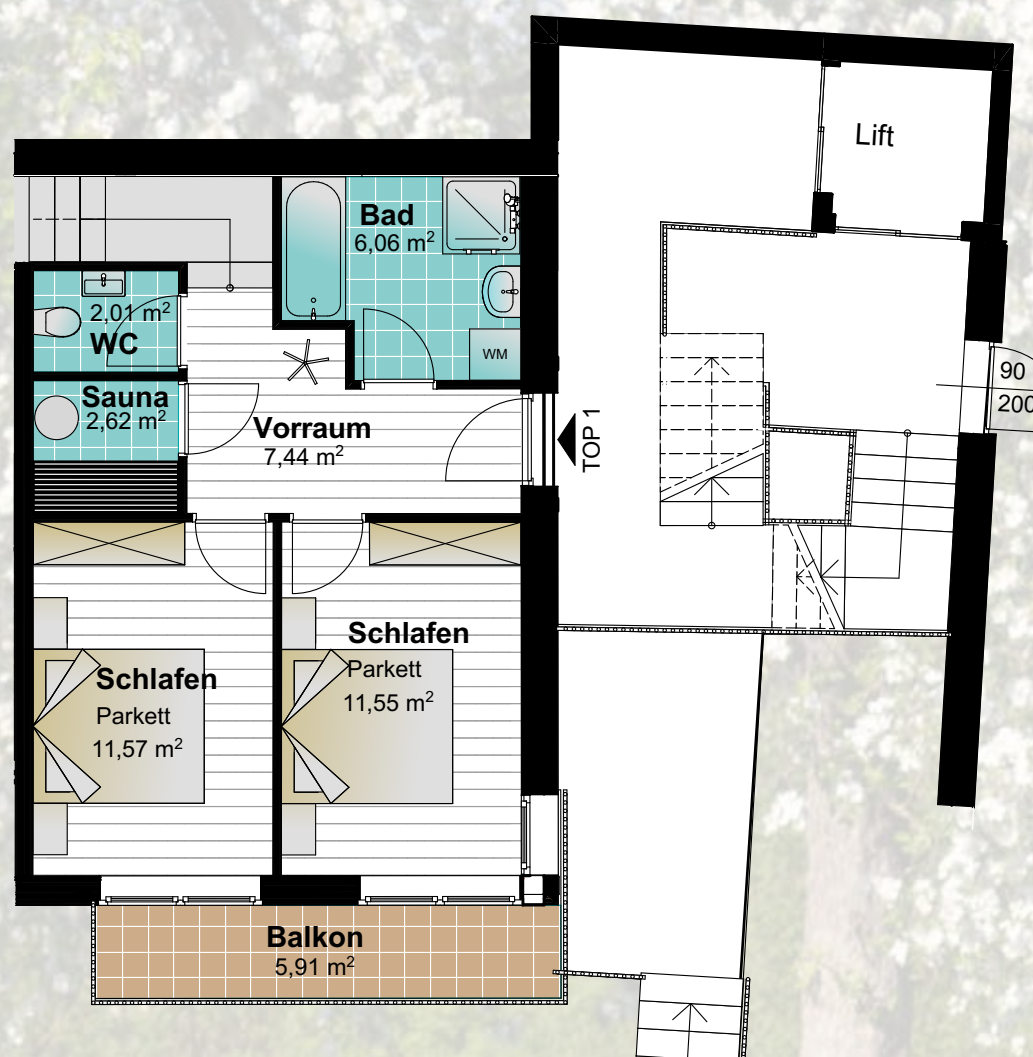 Lift
Bad
6,06 m²
2,01 m²
WC
WM
Sauna
2,62 m²
Vorraum
7,44 m²
TOP 1
90
200
Schlafen
Parkett
11,55 m²
Schlafen
Parkett
11,57 m²
Balkon
5,91 m²